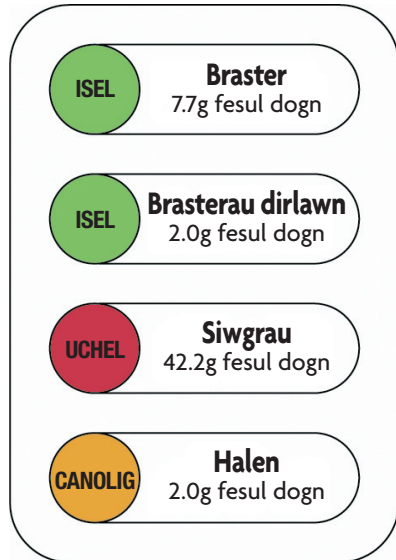 ISEL
Braster
7.7g fesul dogn
ISEL
Brasterau dirlawn
2.0g fesul dogn
UCHEL
Siwgrau
42.2g fesul dogn
CANOLIG
Halen
2.0g fesul dogn